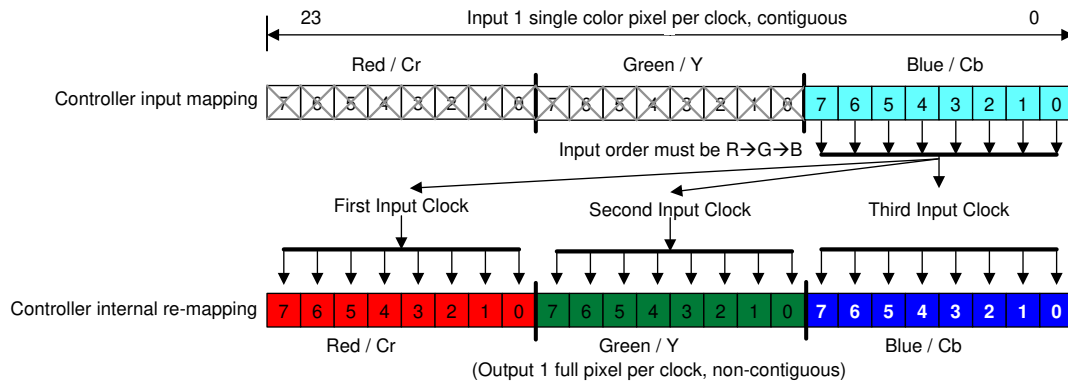 23 Input 1 single color pixel per clock, contiguous 0
Red / Cr Green / Y Blue / Cb
Controller input mapping 7 6 5 4 3 2 1 0 7 6 5 4 3 2 1 0 7 6 5 4 3 2 1 0
Input order must be R→G→B
First Input Clock Second Input Clock Third Input Clock
Controller internal re-mapping 7 6 5 4 3 2 1 0 7 6 5 4 3 2 1 0 7 6 5 4 3 2 1 0
Red / Cr Green / Y Blue / Cb
(Output 1 full pixel per clock, non-contiguous)